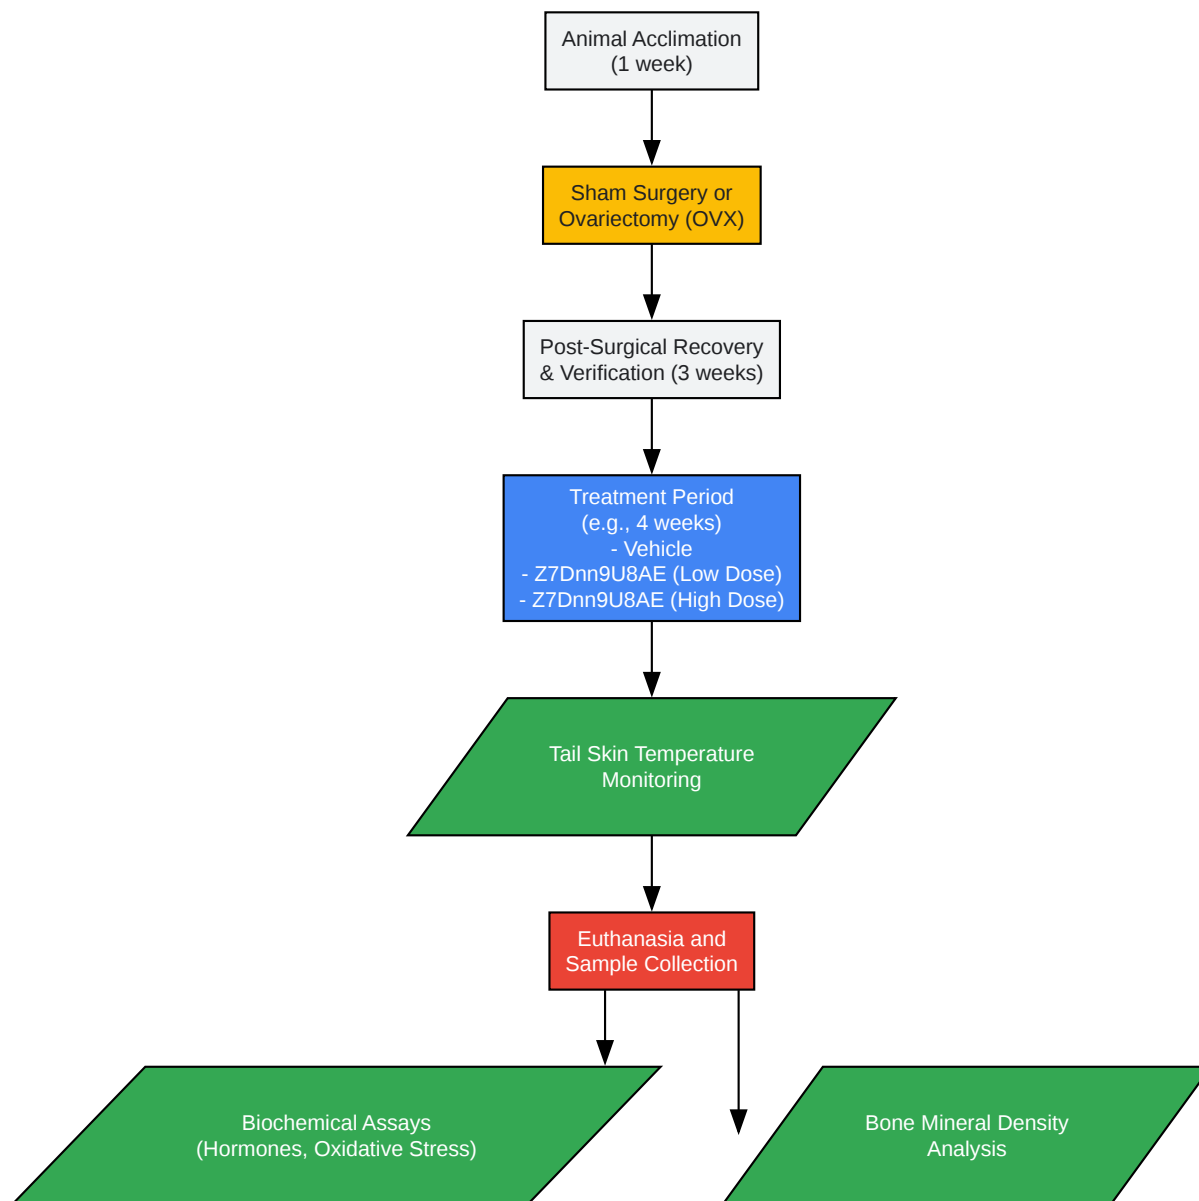 Animal Acclimation
(1 week)
Sham Surgery or
Ovariectomy (OVX)
Post-Surgical Recovery
& Verification (3 weeks)
Treatment Period
(e.g., 4 weeks)
- Vehicle
- Z7Dnn9U8AE (Low Dose)
- Z7Dnn9U8AE (High Dose)
Tail Skin Temperature
Monitoring
Euthanasia and
Sample Collection
Biochemical Assays
(Hormones, Oxidative Stress)
Bone Mineral Density
Analysis